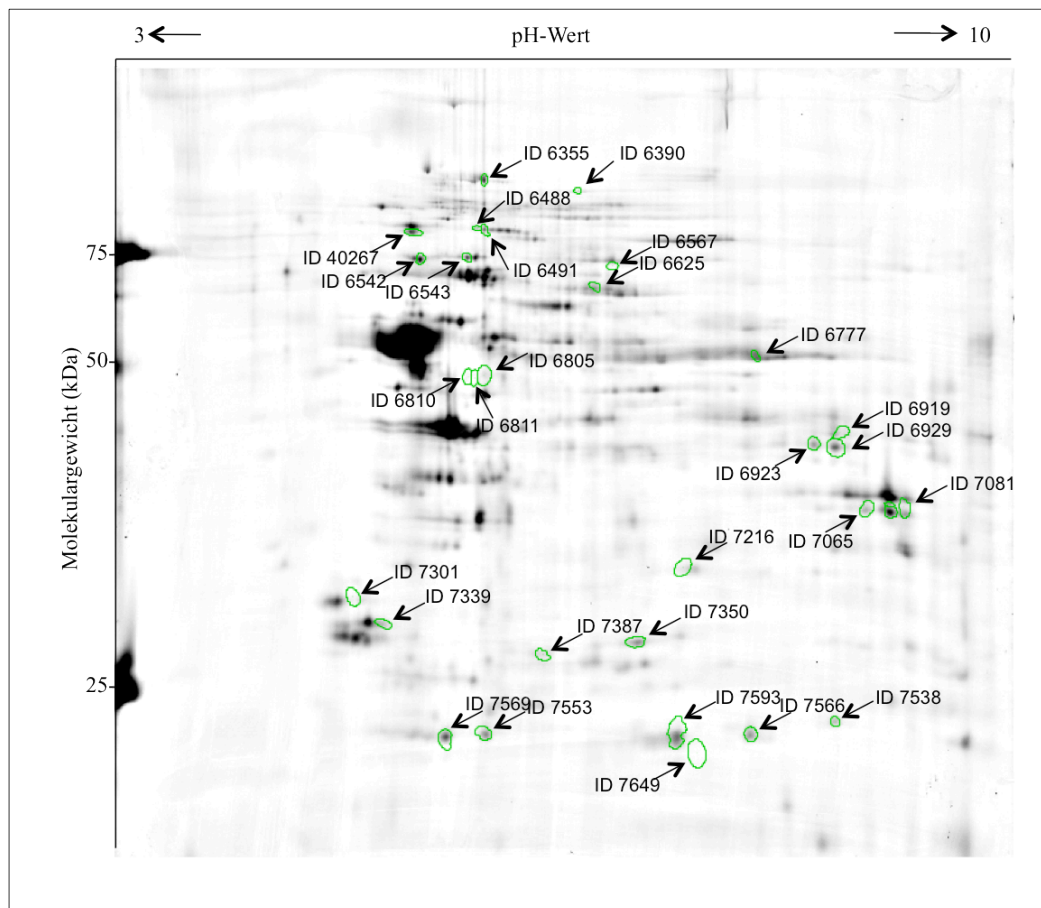 3
pH-Wert
10
ID 6355
ID 6390
ID 6488
ID 40267
ID 6491
ID 6567
75
ID 6542
ID 6543
ID 6625
ID 6777
50
ID 6805
ID 6810
ID 6811
ID 6919
ID 6929
ID 6923
ID 7081
ID 7065
Molekulargewicht (kDa)
ID 7216
ID 7301
ID 7339
ID 7350
ID 7387
25
ID 7569
ID 7553
ID 7593
ID 7566
ID 7538
ID 7649